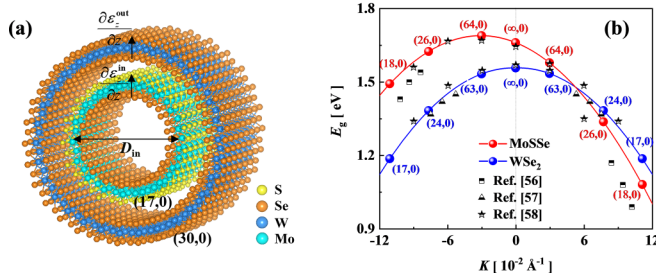 (a)
∂ε_z^out
∂z
∂ε_z^in
∂z
D_in
(17,0)
(30,0)
S
Se
W
Mo
(b)
E_g [ eV]
1.8
1.5
1.2
0.9
(64,0)
(∞,0)
(26,0)
(64,0)
(18,0)
(63,0)
(∞,0)
(63,0)
(24,0)
(24,0)
(26,0)
(17,0)
(17,0)
(18,0)
MoSSe
WSe₂
Ref. [56]
Ref. [57]
Ref. [58]
-12 -6 0 6 12
K [ 10⁻² Å⁻¹]